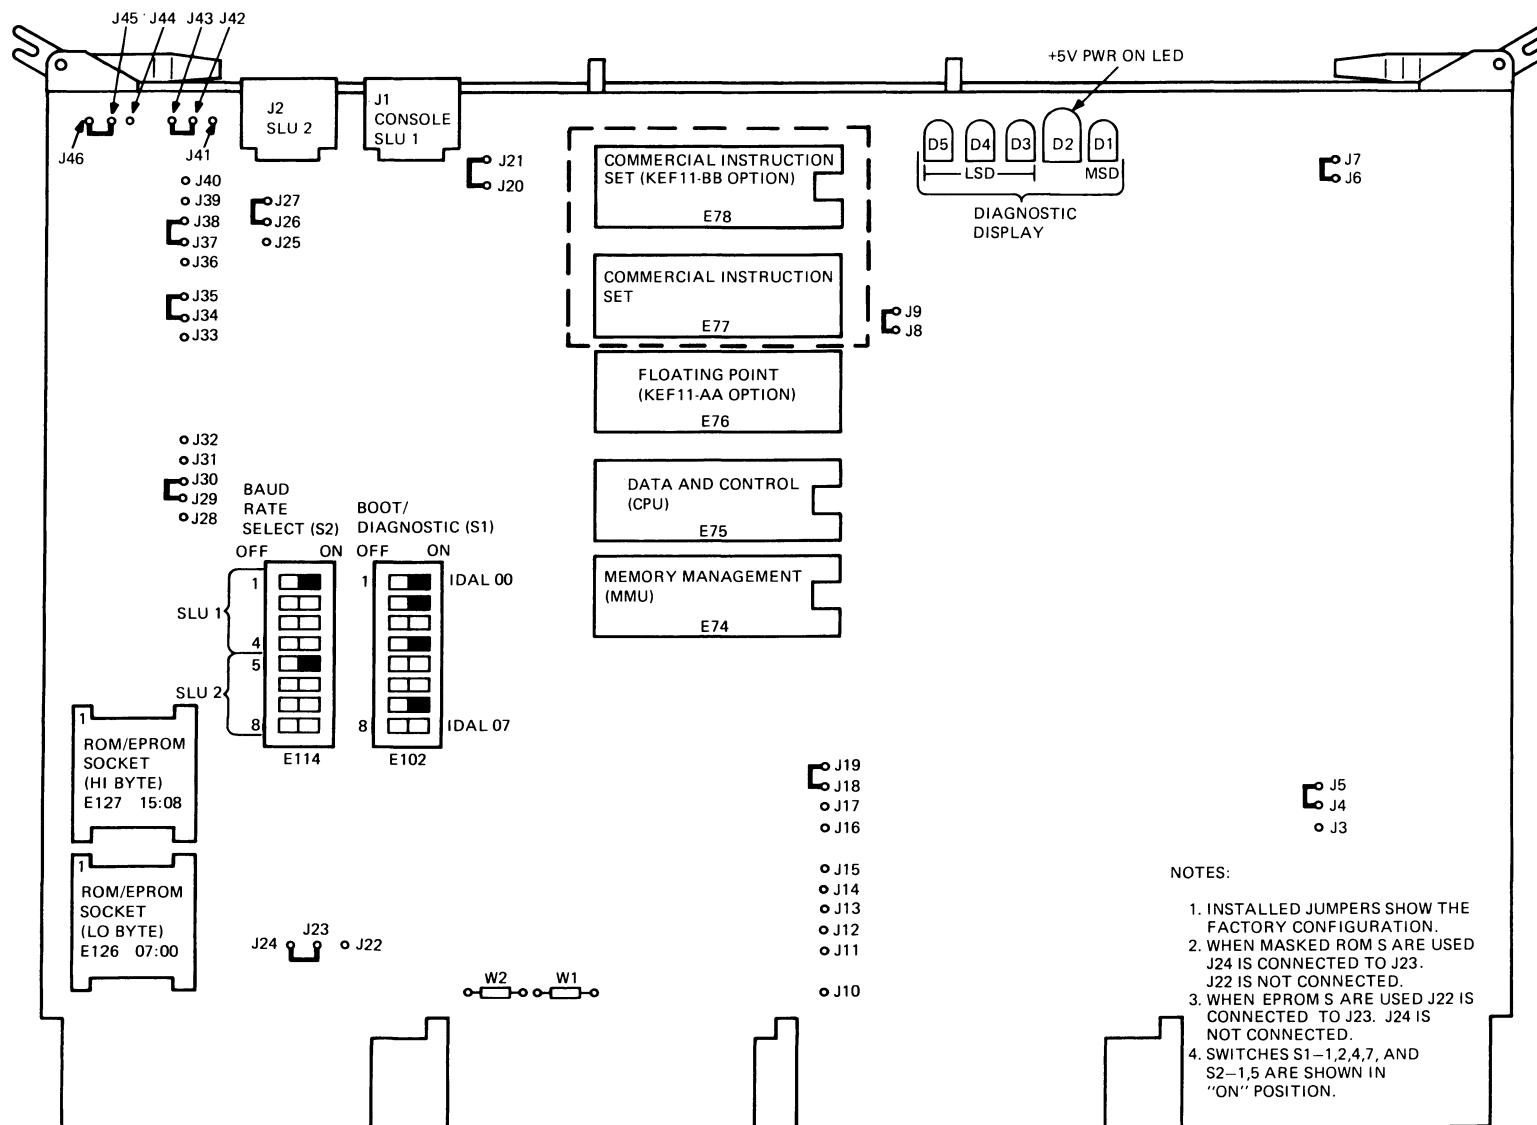 J45 J44 J43 J42
+5V PWR ON LED
J46
J41
J2
SLU 2
J1
CONSOLE
SLU 1
J21
J20
COMMERCIAL INSTRUCTION
SET (KEF11-BB OPTION)
E78
D5 D4 D3 D2 D1
LSD
MSD
DIAGNOSTIC
DISPLAY
J7
J6
J40
J39
J38
J37
J36
J27
J26
J25
J35
J34
J33
COMMERCIAL INSTRUCTION
SET
E77
J9
J8
FLOATING POINT
(KEF11-AA OPTION)
E76
J32
J31
J30
J29
J28
DATA AND CONTROL
(CPU)
E75
MEMORY MANAGEMENT
(MMU)
E74
BAUD
RATE
SELECT (S2)
OFF ON
BOOT/
DIAGNOSTIC (S1)
OFF ON
SLU 1
1
4
SLU 2
5
8
E114
1
IDAL 00
8
IDAL 07
E102
1
ROM/EPROM
SOCKET
(HI BYTE)
E127 15:08
1
ROM/EPROM
SOCKET
(LO BYTE)
E126 07:00
J24
J23
J22
W2
W1
J19
J18
J17
J16
J15
J14
J13
J12
J11
J10
J5
J4
J3
NOTES:
1. INSTALLED JUMPERS SHOW THE
FACTORY CONFIGURATION.
2. WHEN MASKED ROM S ARE USED
J24 IS CONNECTED TO J23.
J22 IS NOT CONNECTED.
3. WHEN EPROM S ARE USED J22 IS
CONNECTED TO J23. J24 IS
NOT CONNECTED.
4. SWITCHES S1–1,2,4,7, AND
S2–1,5 ARE SHOWN IN
"ON" POSITION.